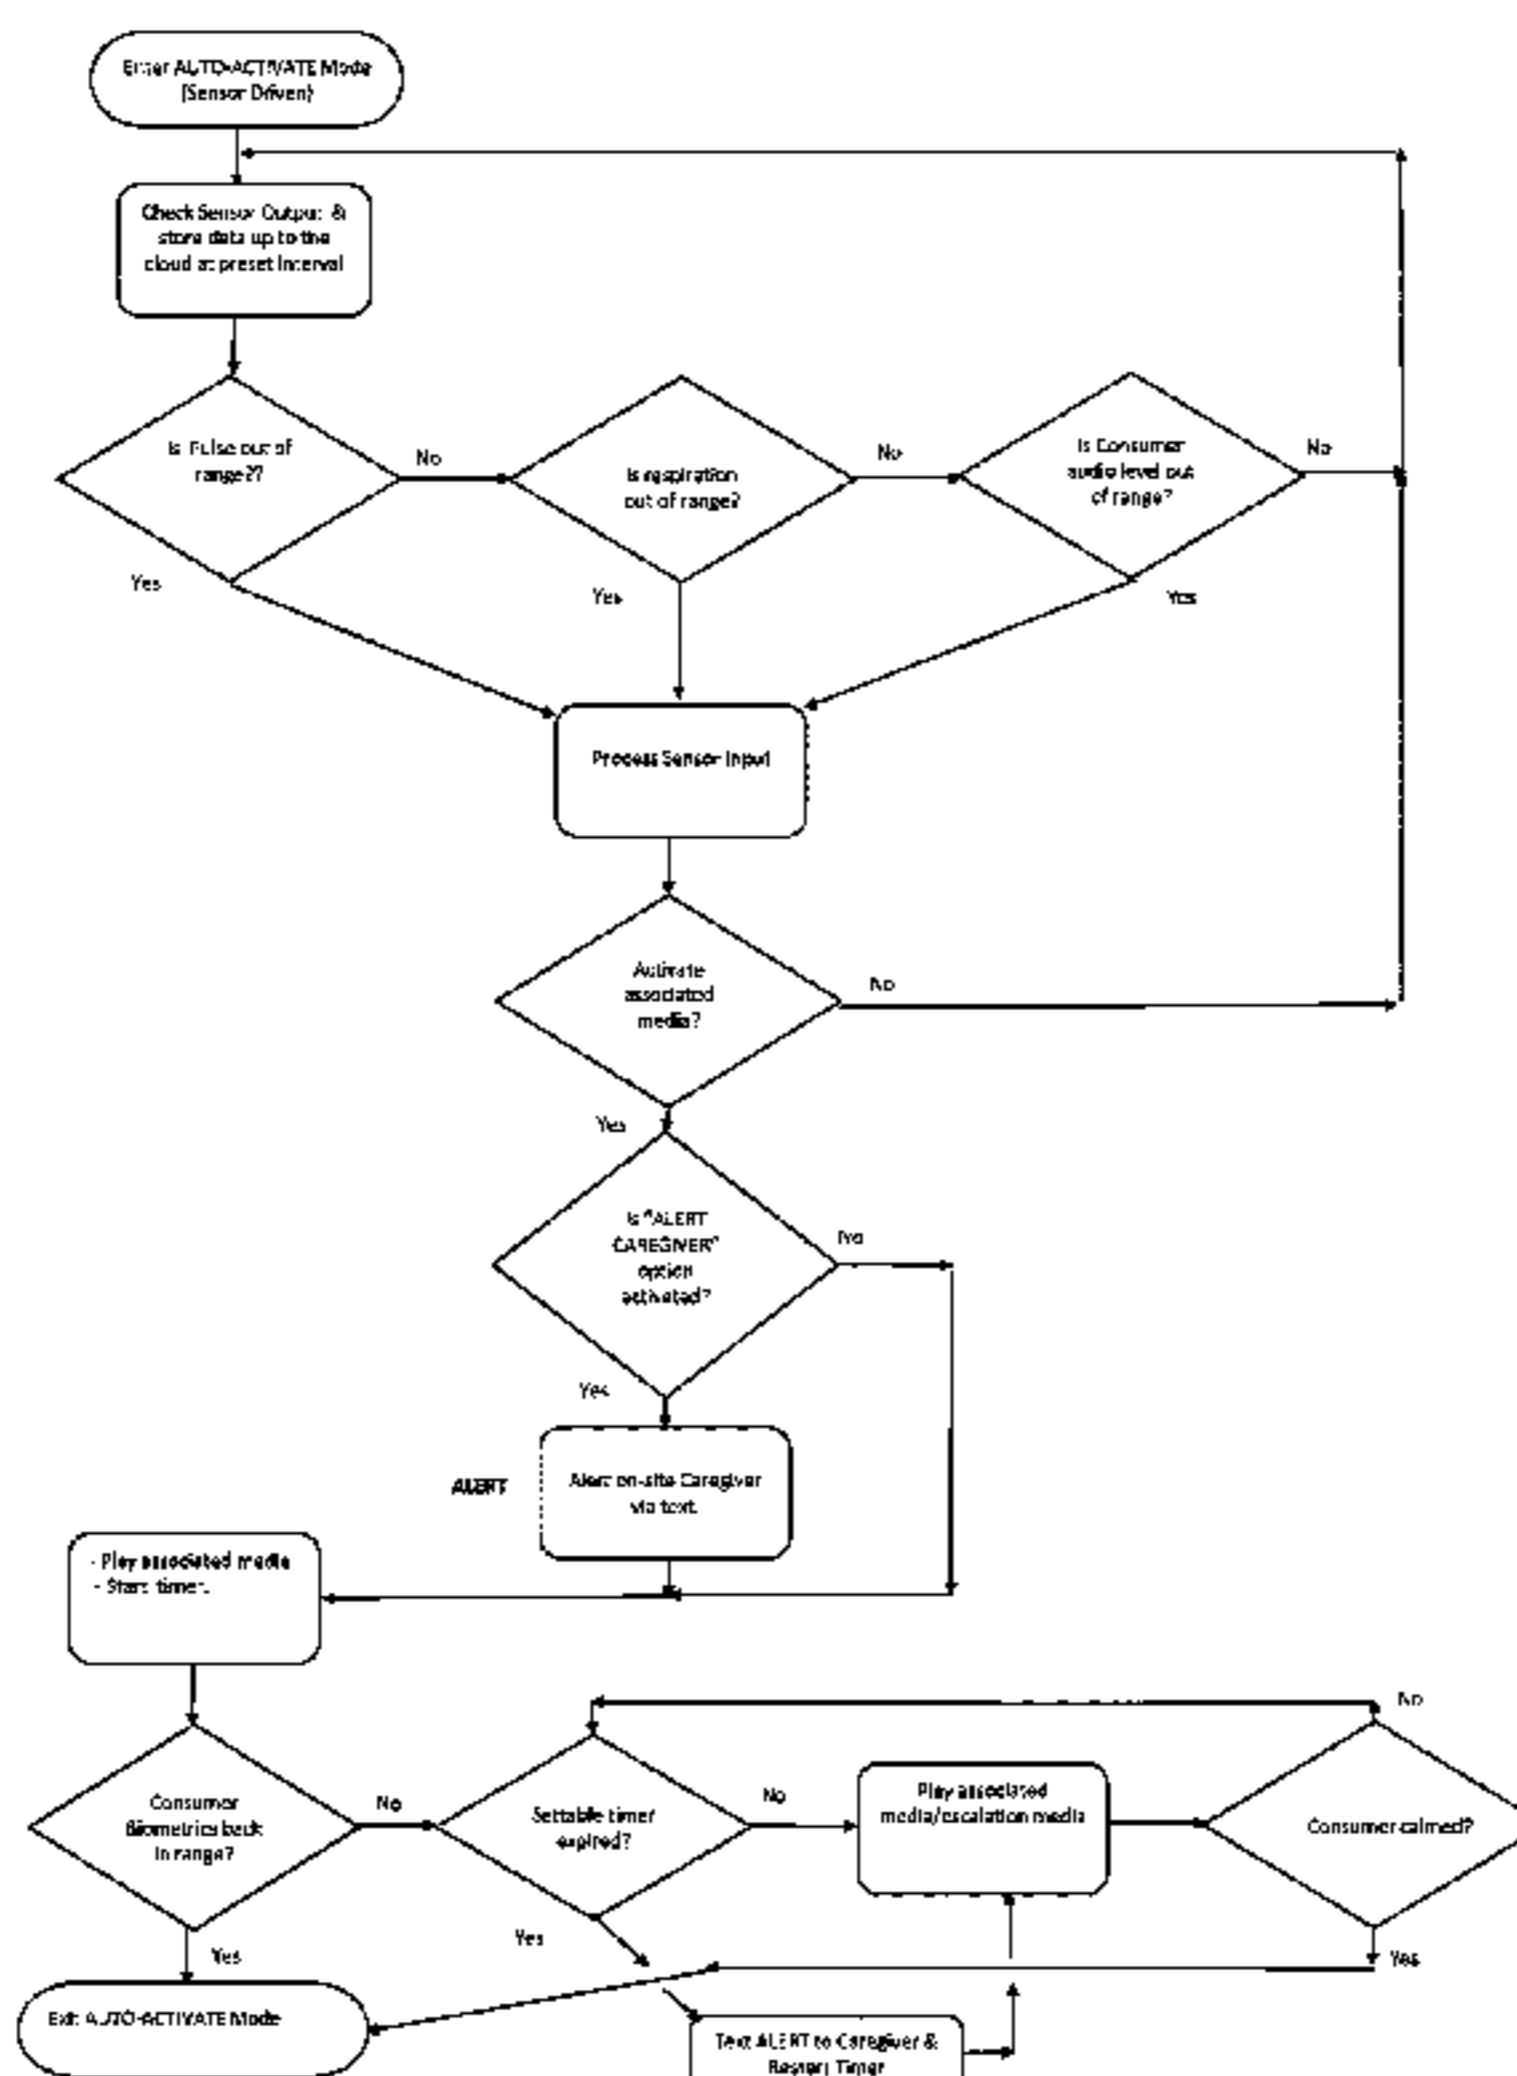 Enter AUTO-ACTIVATE Mode
(Sensor Driven)
Check Sensor Output &
store data up to the
cloud at preset interval
Is Pulse out of
range??
No
Is respiration
out of range?
No
Is Consumer
audio level out
of range?
No
Yes
Yes
Yes
Process Sensor Input
Activate
associated
media?
No
Yes
Is "ALERT
CAREGIVER"
option
activated?
No
Yes
ALERT
Alert on-site Caregiver
via text.
- Play associated media
- Start timer.
No
Consumer
Biometrics back
in range?
No
Settable timer
expired?
No
Play associated
media/escalation media
Consumer calmed?
Yes
Yes
Yes
Exit AUTO-ACTIVATE Mode
Text ALERT to Caregiver &
Restart Timer